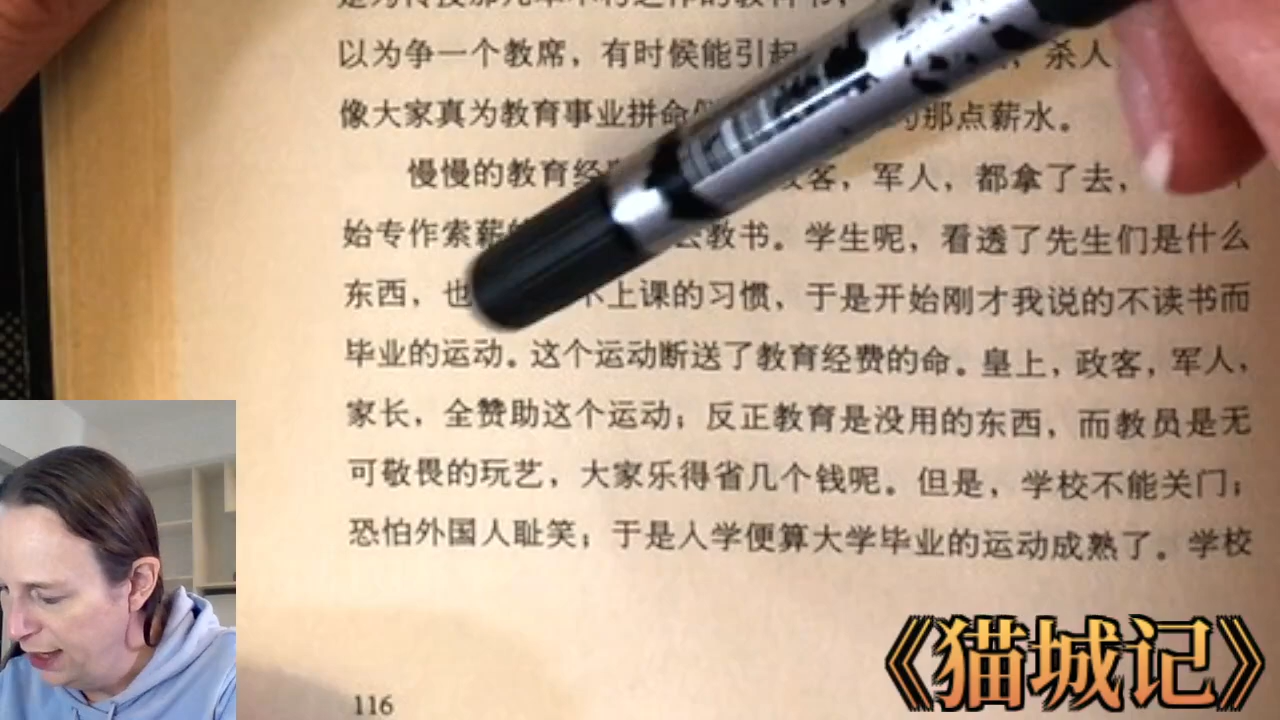 以为争一个教席，有时候能引起 杀人
像大家真为教育事业拼命 那点薪水。
慢慢的教育经 客，军人，都拿了去，
始专作索薪 去教书。学生呢，看透了先生们是什么
东西，也 不上课的习惯，于是开始刚才我说的不读书而
毕业的运动。这个运动断送了教育经费的命。皇上，政客，军人，
家长，全赞助这个运动；反正教育是没用的东西，而教员是无
可敬畏的玩艺，大家乐得省几个钱呢。但是，学校不能关门；
恐怕外国人耻笑；于是入学便算大学毕业的运动成熟了。学校
116
《猫城记》